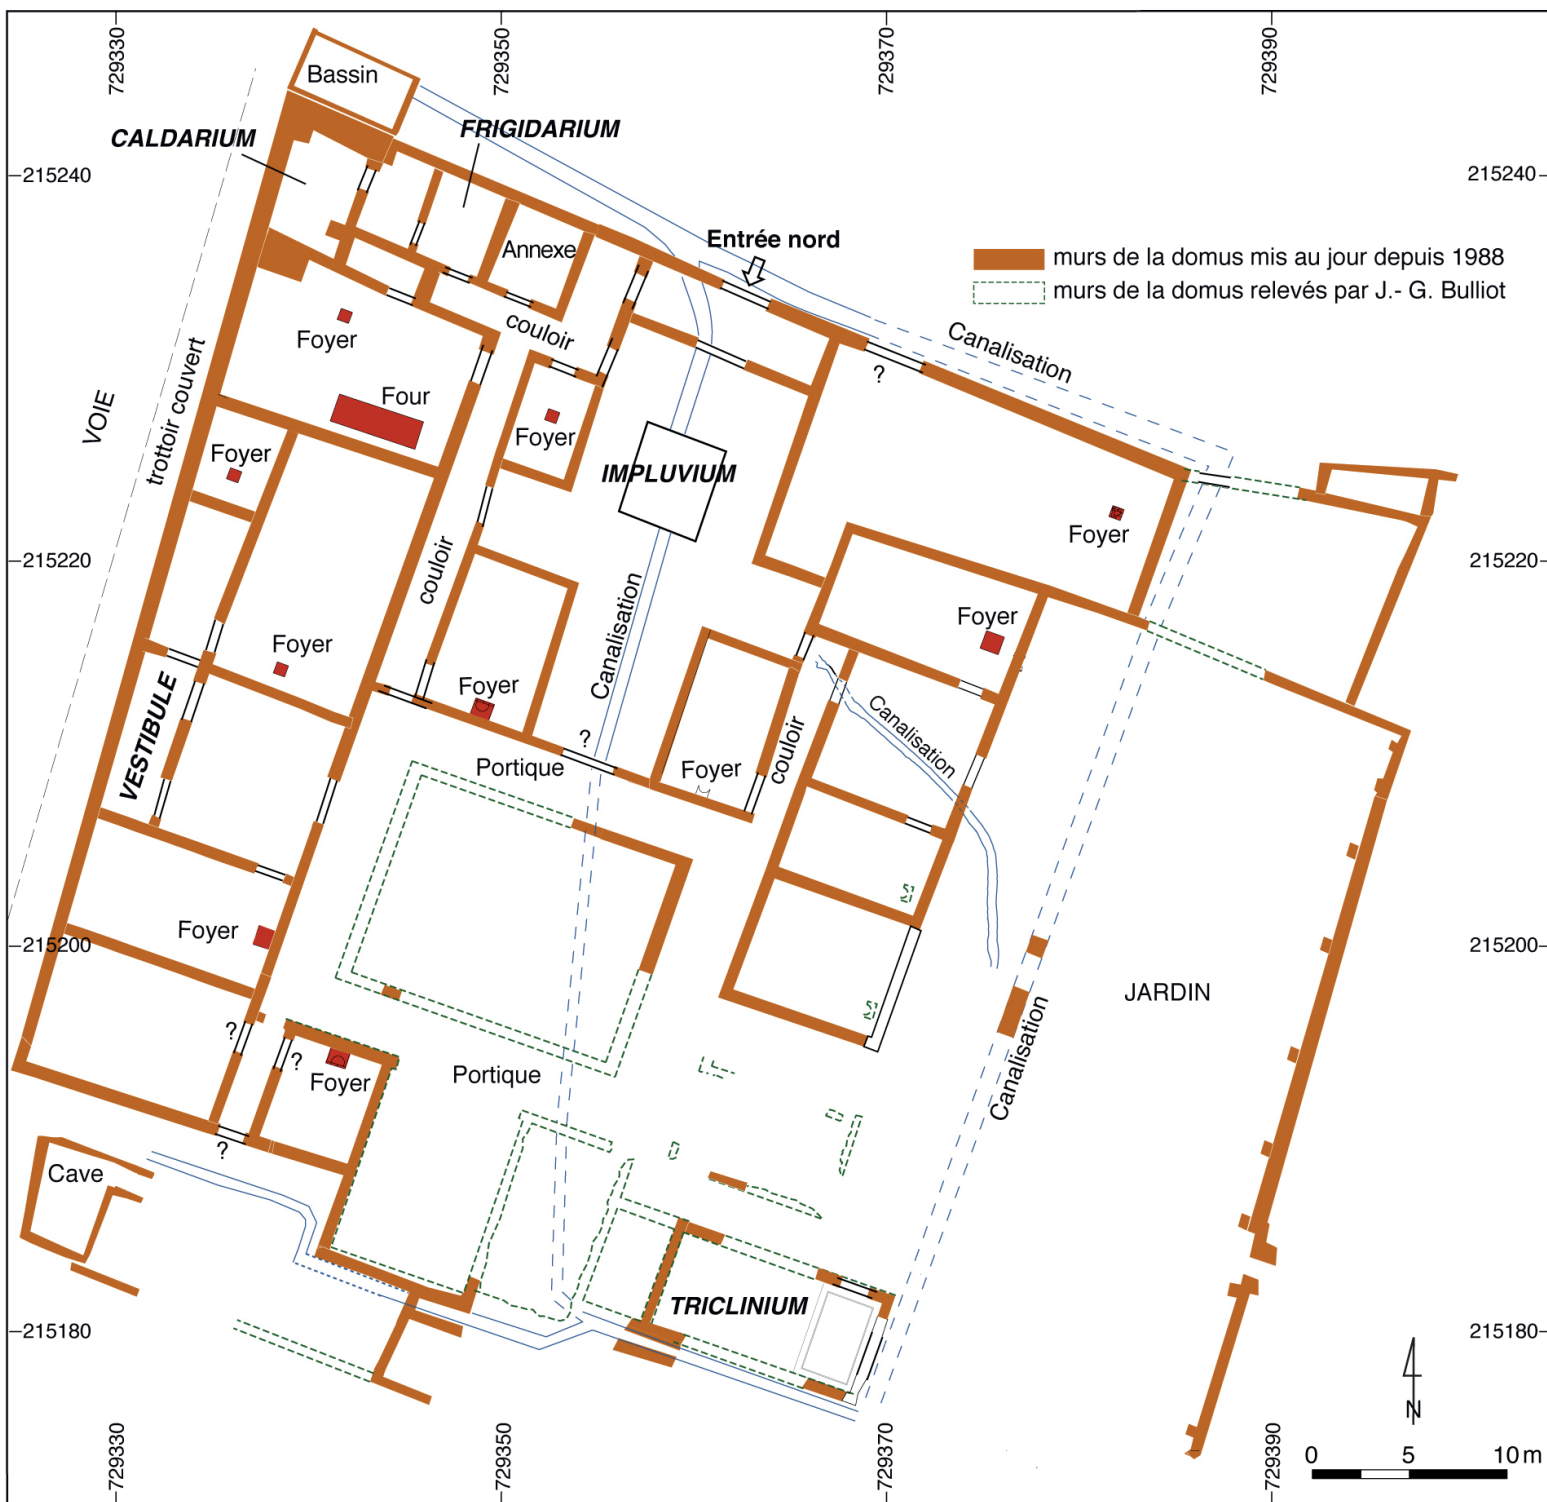 729330
729350
729370
729390
Bassin
CALDARIUM
FRIGIDARIUM
215240
215240
Annexe
Entrée nord
murs de la domus mis au jour depuis 1988
murs de la domus relevés par J.- G. Bulliot
couloir
Canalisation
?
Foyer
trottoir couvert
VOIE
Four
Foyer
Foyer
IMPLUVIUM
Foyer
215220
215220
couloir
Canalisation
Foyer
Foyer
Foyer
VESTIBULE
Canalisation
?
Portique
Foyer
couloir
Foyer
215200
215200
JARDIN
?
?
Foyer
Portique
Canalisation
?
Cave
TRICLINIUM
215180
215180
N
729330
729350
729370
729390
0 5 10 m